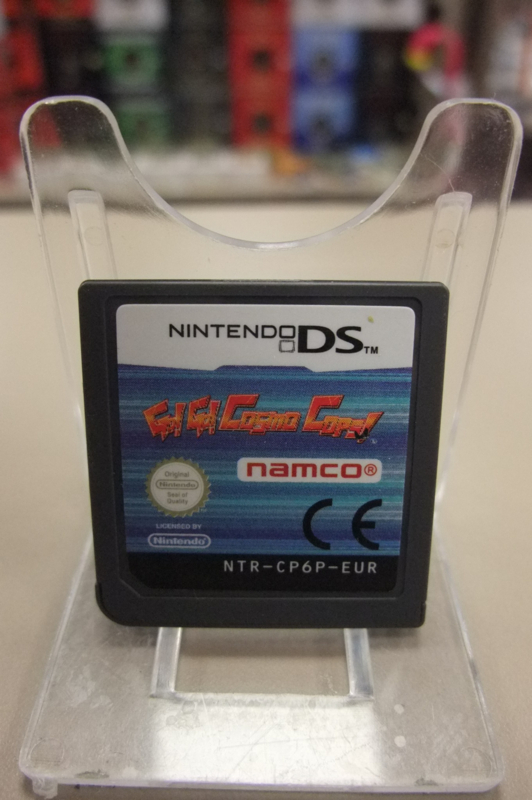 NINTENDO DS™
Go! Go! Cosmo Cops!
namco®
Original
Nintendo
Seal of
Quality
CE
LICENSED BY
Nintendo
NTR-CP6P-EUR